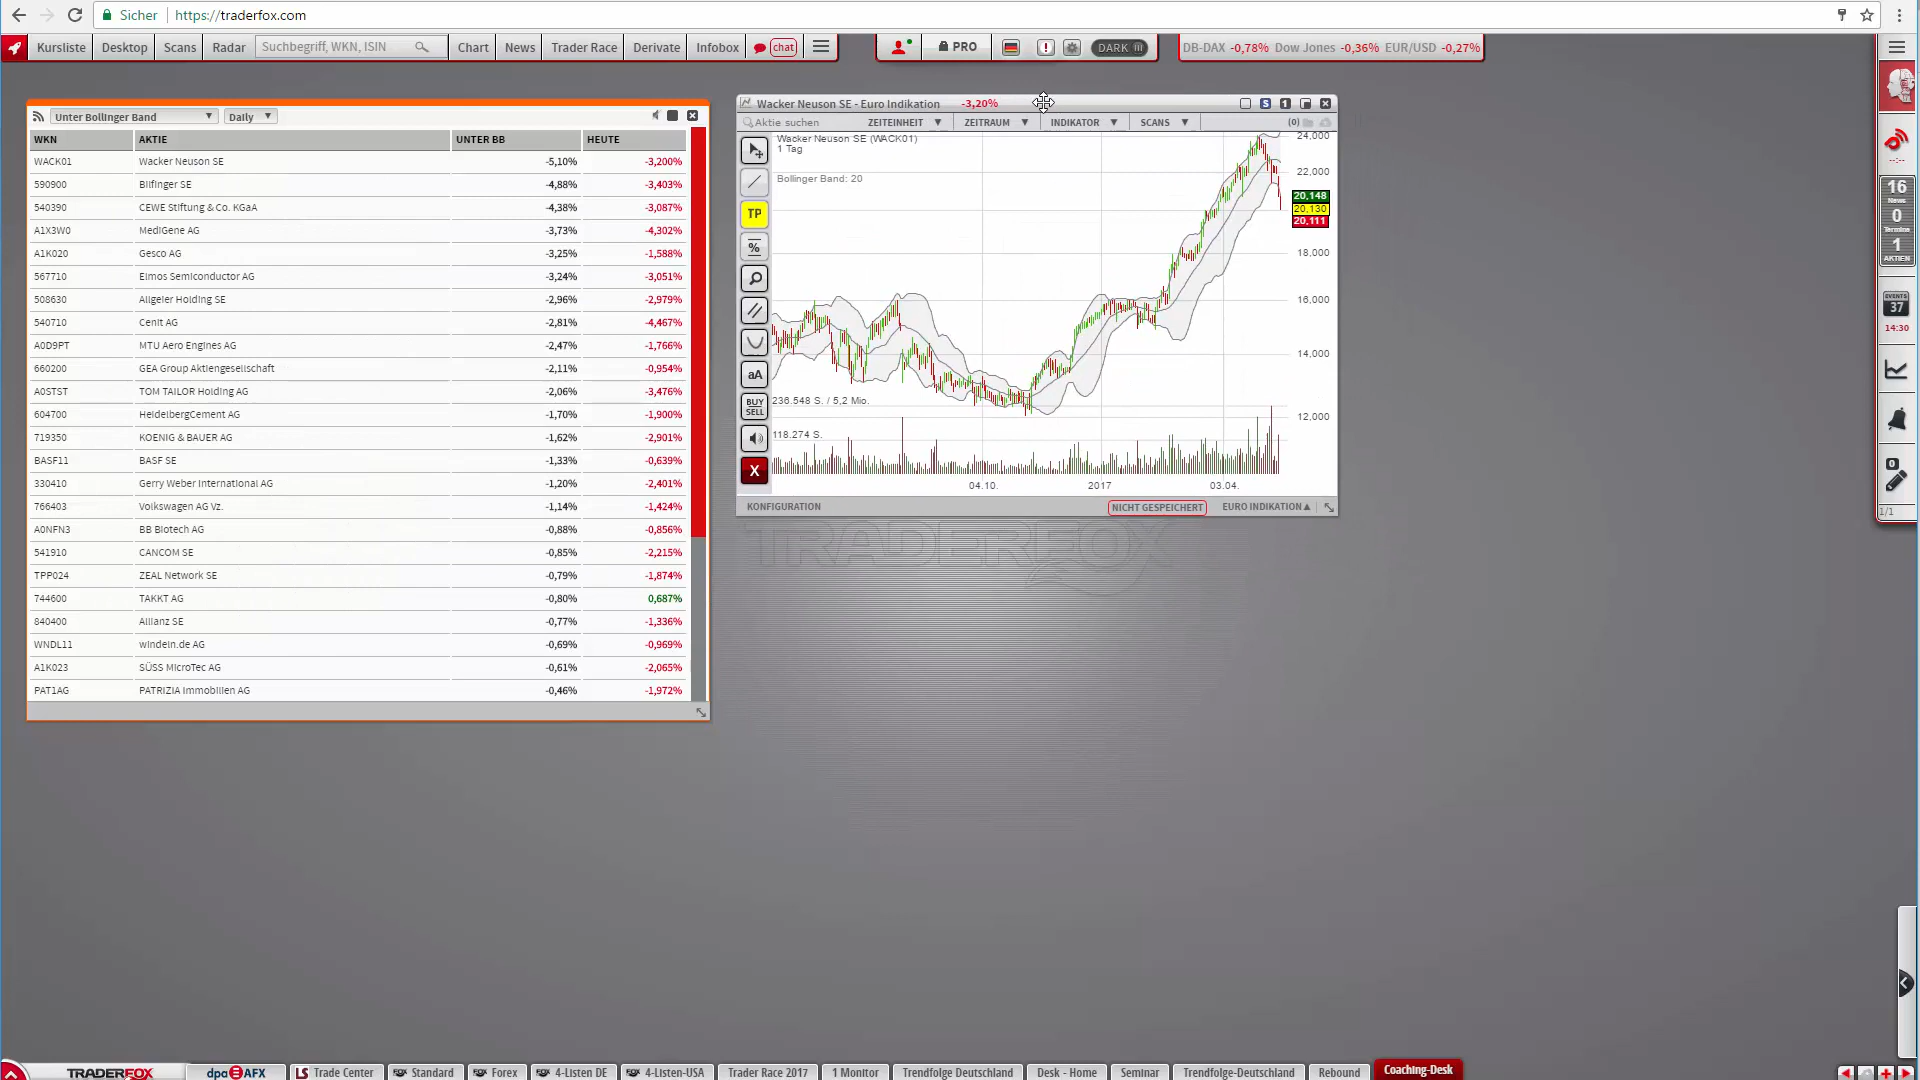 Sicher https://traderfox.com
Kursliste Desktop Scans Radar Suchbegriff, WKN, ISIN Chart News Trader Race Derivate Infobox chat PRO DARK DB-DAX -0,78% Dow Jones -0,36% EUR/USD -0,27%
Unter Bollinger Band Daily
WKN AKTIE UNTER BB HEUTE
WACK01 Wacker Neuson SE -5,10% -3,200%
590900 Bilfinger SE -4,88% -3,403%
540390 CEWE Stiftung & Co. KGaA -4,38% -3,087%
A1X3W0 MediGene AG -3,73% -4,302%
A1K020 Gesco AG -3,25% -1,588%
567710 Elmos Semiconductor AG -3,24% -3,051%
508630 Allgeier Holding SE -2,96% -2,979%
540710 Cenit AG -2,81% -4,467%
A0D9PT MTU Aero Engines AG -2,47% -1,766%
660200 GEA Group Aktiengesellschaft -2,11% -0,954%
A0STST TOM TAILOR Holding AG -2,06% -3,476%
604700 HeidelbergCement AG -1,70% -1,900%
719350 KOENIG & BAUER AG -1,62% -2,901%
BASF11 BASF SE -1,33% -0,639%
330410 Gerry Weber International AG -1,20% -2,401%
766403 Volkswagen AG Vz. -1,14% -1,424%
A0NFN3 BB Biotech AG -0,88% -0,856%
541910 CANCOM SE -0,85% -2,215%
TPP024 ZEAL Network SE -0,79% -1,874%
744600 TAKKT AG -0,80% 0,687%
840400 Allianz SE -0,77% -1,336%
WNDL11 windeln.de AG -0,69% -0,969%
A1K023 SÜSS MicroTec AG -0,61% -2,065%
PAT1AG PATRIZIA Immobilien AG -0,46% -1,972%
Wacker Neuson SE - Euro Indikation -3,20% S 1
Aktie suchen ZEITEINHEIT ZEITRAUM INDIKATOR SCANS (0)
Wacker Neuson SE (WACK01)
1 Tag
Bollinger Band: 20
TP
%
aA
BUY
SELL
X
24,000
22,000
20,148
20,130
20,111
18,000
16,000
14,000
12,000
236.548 S. / 5,2 Mio.
118.274 S.
04.10. 2017 03.04.
KONFIGURATION NICHT GESPEICHERT EURO INDIKATION
TRADERFOX
--:--
16
News
0
Termine
1
AKTIEN
EVENTS
37
14:30
0
1/1
TRADERFOX dpa AFX LS Trade Center Standard Forex 4-Listen DE 4-Listen-USA Trader Race 2017 1 Monitor Trendfolge Deutschland Desk - Home Seminar Trendfolge-Deutschland Rebound Coaching-Desk